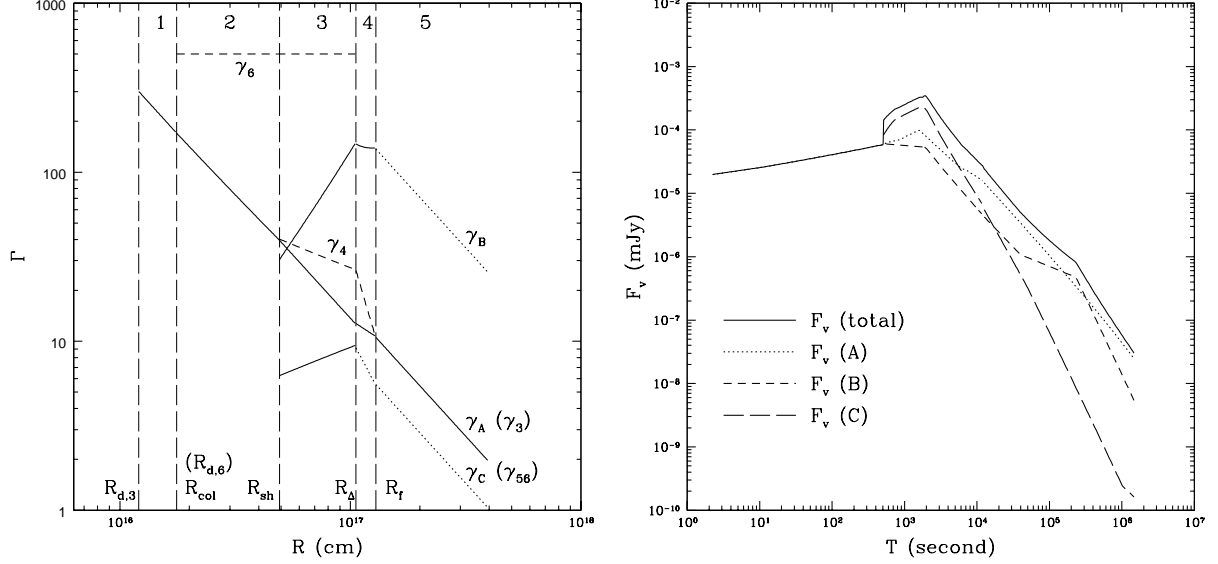 1000
100
10
1
Γ
1 2 3 4 5
γ6
γ4
γB
γA (γ3)
γC (γ56)
(Rd,6)
Rd,3 Rcol Rsh RΔ Rf
10^16 10^17 10^18
R (cm)
10^-2
10^-3
10^-4
10^-5
10^-6
10^-7
10^-8
10^-9
10^-10
Fν (mJy)
Fν (total)
Fν (A)
Fν (B)
Fν (C)
10^0 10^1 10^2 10^3 10^4 10^5 10^6 10^7
T (second)